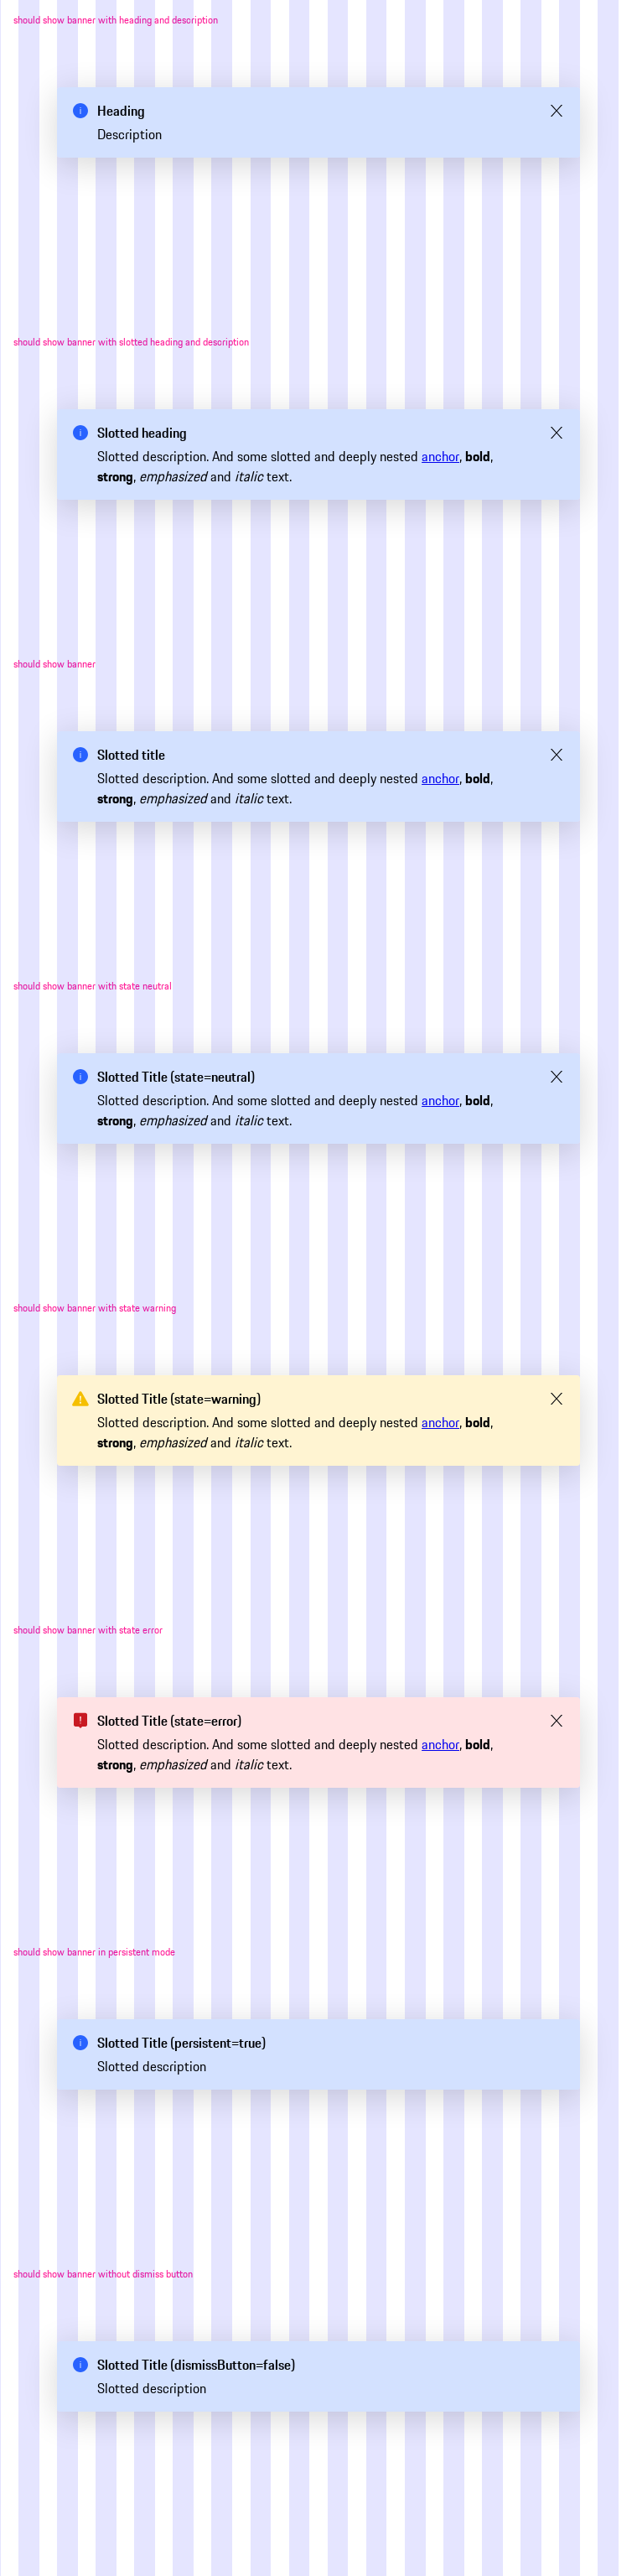 should show banner with heading and description
Heading
Description
should show banner with slotted heading and description
Slotted heading
Slotted description. And some slotted and deeply nested anchor, bold,
strong, emphasized and italic text.
should show banner
Slotted title
Slotted description. And some slotted and deeply nested anchor, bold,
strong, emphasized and italic text.
should show banner with state neutral
Slotted Title (state=neutral)
Slotted description. And some slotted and deeply nested anchor, bold,
strong, emphasized and italic text.
should show banner with state warning
Slotted Title (state=warning)
Slotted description. And some slotted and deeply nested anchor, bold,
strong, emphasized and italic text.
should show banner with state error
Slotted Title (state=error)
Slotted description. And some slotted and deeply nested anchor, bold,
strong, emphasized and italic text.
should show banner in persistent mode
Slotted Title (persistent=true)
Slotted description
should show banner without dismiss button
Slotted Title (dismissButton=false)
Slotted description